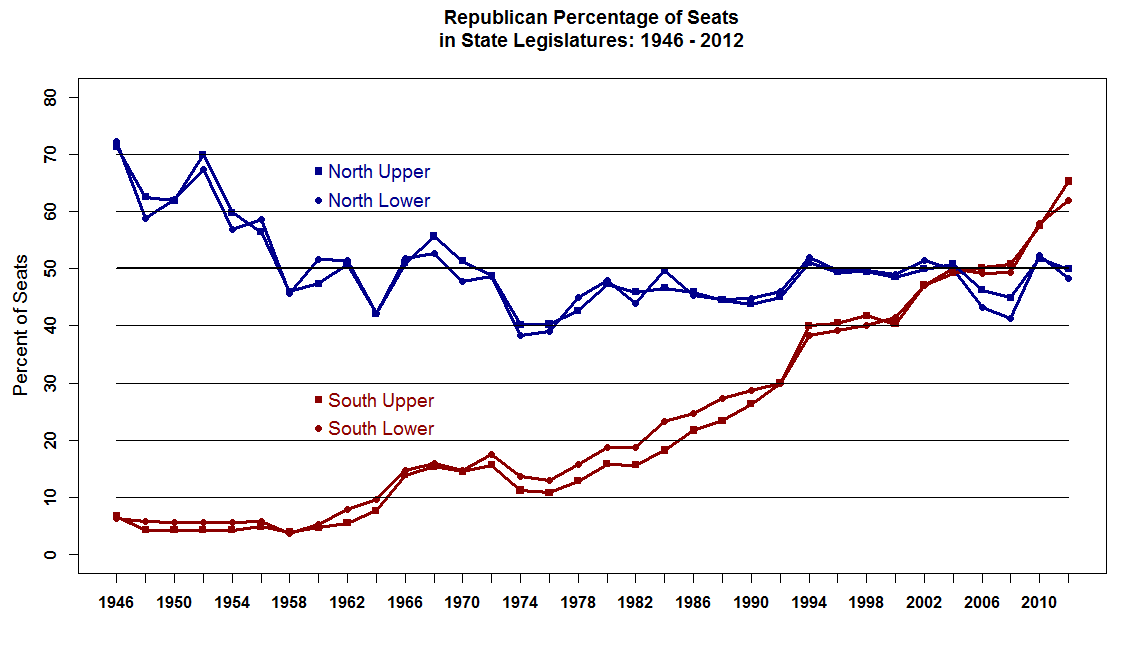 Republican Percentage of Seats
in State Legislatures: 1946 - 2012
Percent of Seats
80
70
60
50
40
30
20
10
0
North Upper
North Lower
South Upper
South Lower
1946 1950 1954 1958 1962 1966 1970 1974 1978 1982 1986 1990 1994 1998 2002 2006 2010